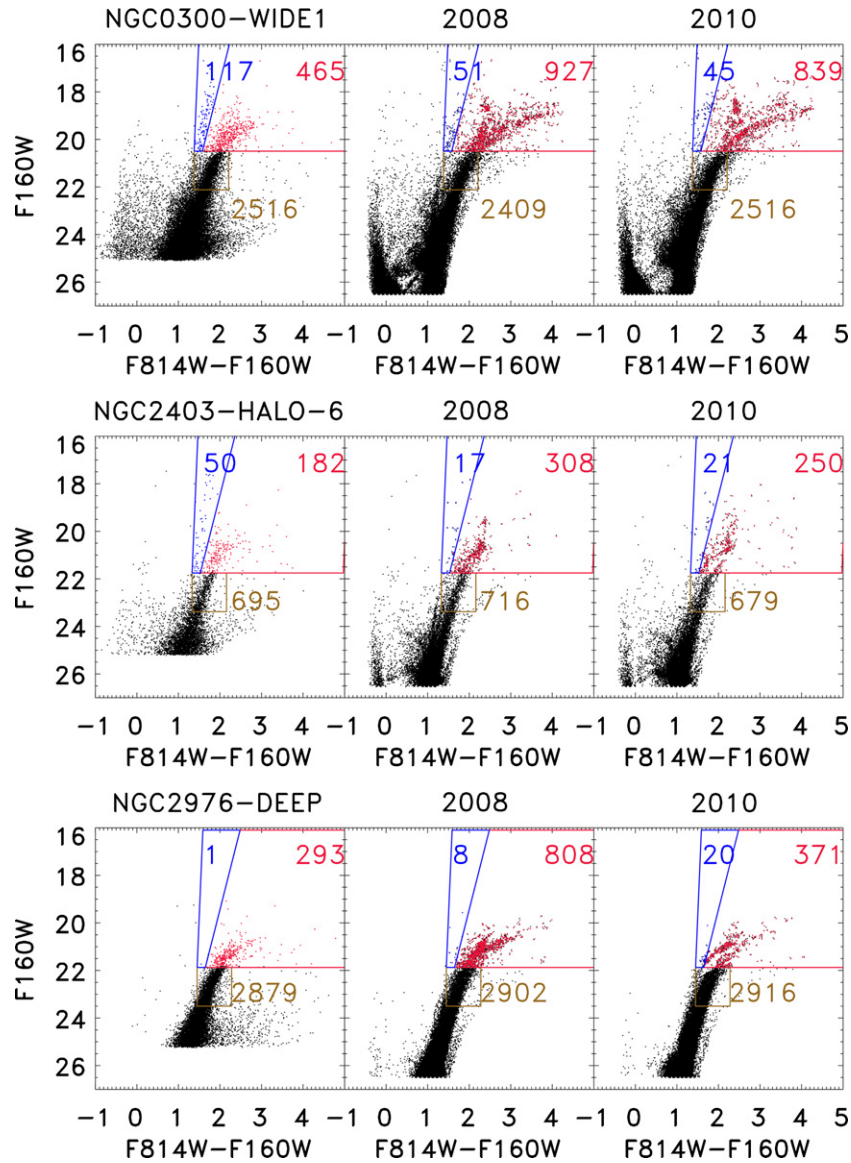 NGC0300-WIDE1 2008 2010
16
18
20
22
24
26
F160W
117 465 51 927 45 839
2516 2409 2516
-1 0 1 2 3 4 -1 0 1 2 3 4 -1 0 1 2 3 4 5
F814W-F160W F814W-F160W F814W-F160W
NGC2403-HALO-6 2008 2010
16
18
20
22
24
26
F160W
50 182 17 308 21 250
695 716 679
-1 0 1 2 3 4 -1 0 1 2 3 4 -1 0 1 2 3 4 5
F814W-F160W F814W-F160W F814W-F160W
NGC2976-DEEP 2008 2010
16
18
20
22
24
26
F160W
1 293 8 808 20 371
2879 2902 2916
-1 0 1 2 3 4 -1 0 1 2 3 4 -1 0 1 2 3 4 5
F814W-F160W F814W-F160W F814W-F160W